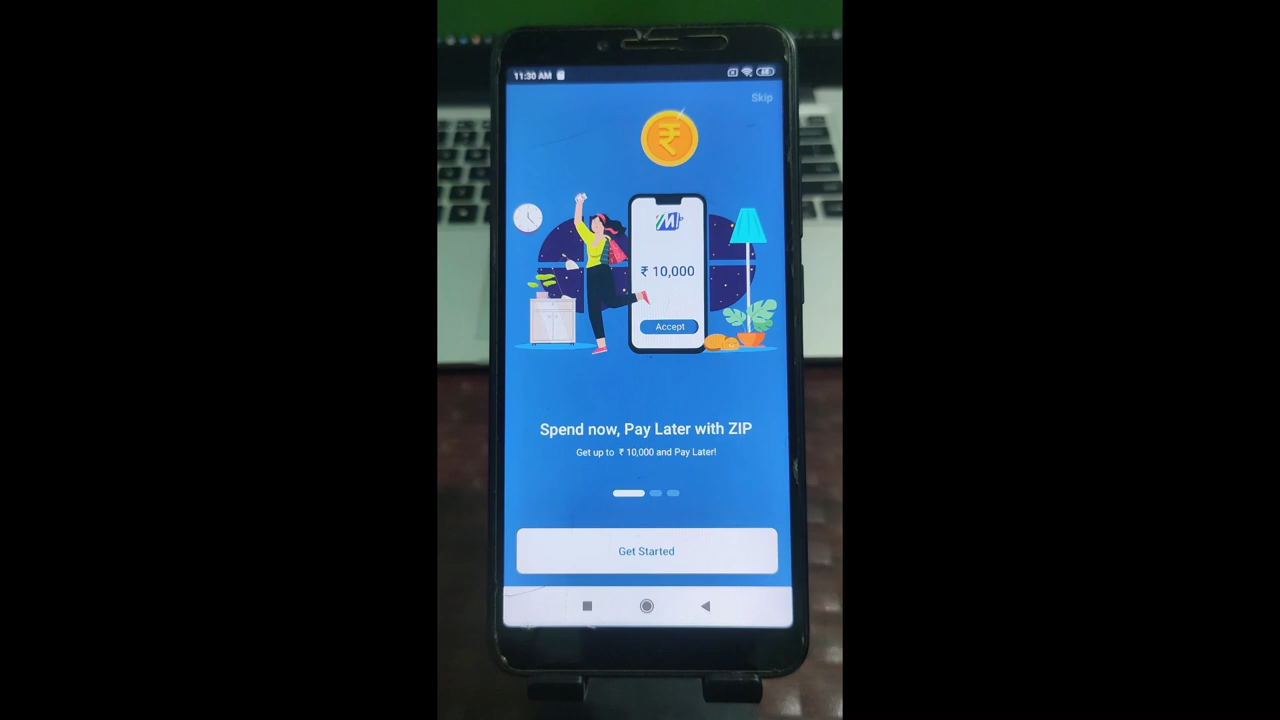 11:30 AM
68
Skip
₹
M
₹ 10,000
Accept
Spend now, Pay Later with ZIP
Get up to ₹ 10,000 and Pay Later!
Get Started